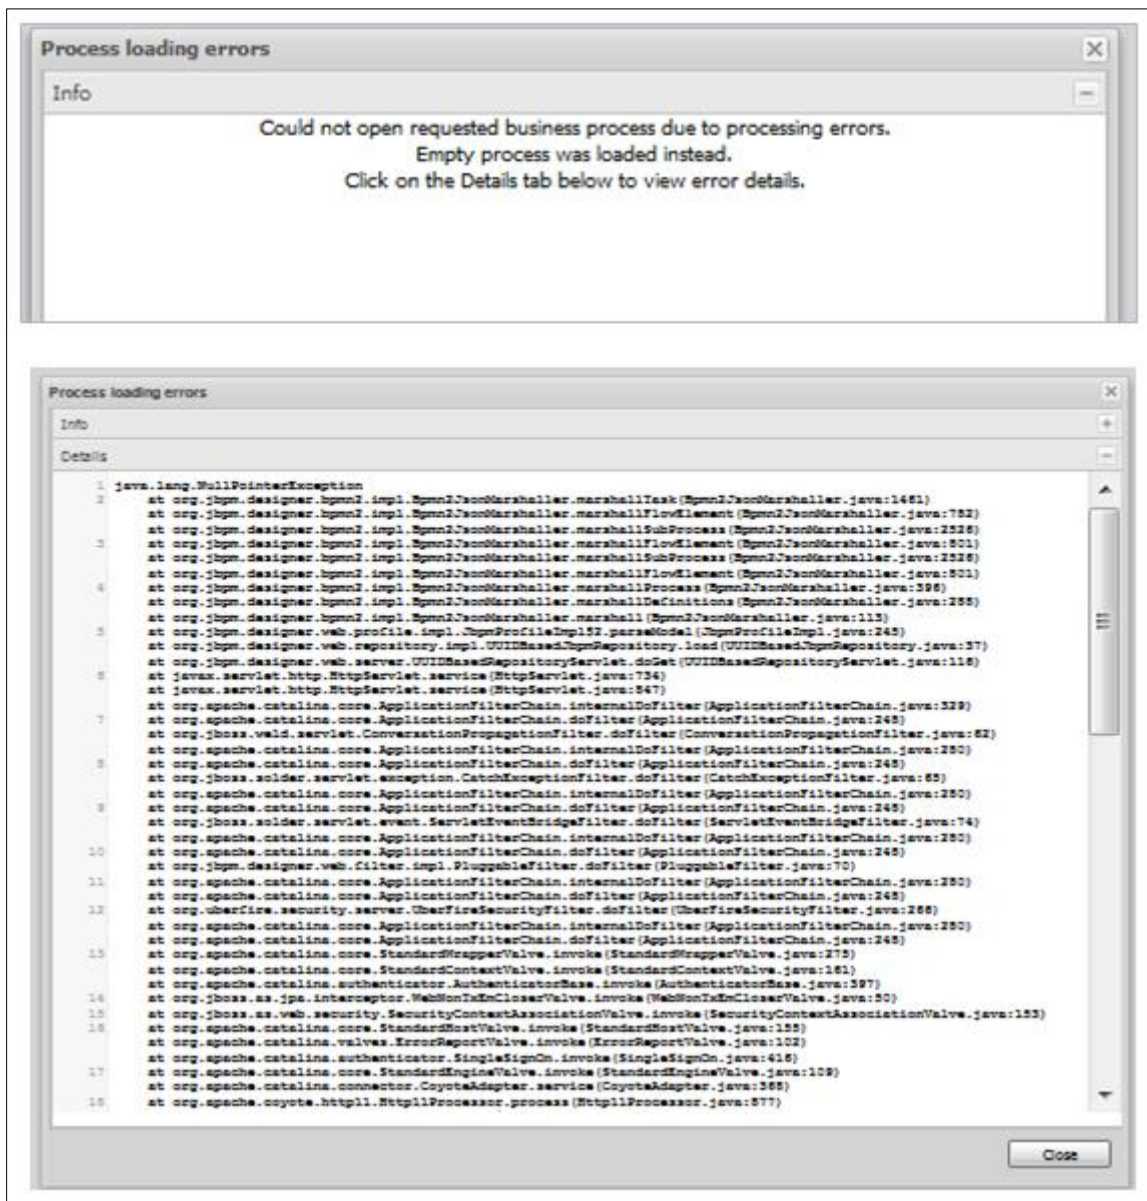 Process loading errors
Info
Could not open requested business process due to processing errors.
Empty process was loaded instead.
Click on the Details tab below to view error details.
Process loading errors
Info
Details
1 java.lang.NullPointerException
2 at org.jbpm.designer.bpmn2.impl.Bpmn2JsonMarshaller.marshallTask(Bpmn2JsonMarshaller.java:1461)
at org.jbpm.designer.bpmn2.impl.Bpmn2JsonMarshaller.marshallFlowElement(Bpmn2JsonMarshaller.java:782)
at org.jbpm.designer.bpmn2.impl.Bpmn2JsonMarshaller.marshallSubProcess(Bpmn2JsonMarshaller.java:2526)
3 at org.jbpm.designer.bpmn2.impl.Bpmn2JsonMarshaller.marshallFlowElement(Bpmn2JsonMarshaller.java:801)
at org.jbpm.designer.bpmn2.impl.Bpmn2JsonMarshaller.marshallSubProcess(Bpmn2JsonMarshaller.java:2526)
at org.jbpm.designer.bpmn2.impl.Bpmn2JsonMarshaller.marshallFlowElement(Bpmn2JsonMarshaller.java:801)
4 at org.jbpm.designer.bpmn2.impl.Bpmn2JsonMarshaller.marshallProcess(Bpmn2JsonMarshaller.java:396)
at org.jbpm.designer.bpmn2.impl.Bpmn2JsonMarshaller.marshallDefinitions(Bpmn2JsonMarshaller.java:255)
at org.jbpm.designer.bpmn2.impl.Bpmn2JsonMarshaller.marshall(Bpmn2JsonMarshaller.java:113)
5 at org.jbpm.designer.web.profile.impl.JbpmProfileImpl$2.parseModel(JbpmProfileImpl.java:245)
at org.jbpm.designer.web.repository.impl.UUIDBasedJbpmRepository.load(UUIDBasedJbpmRepository.java:37)
at org.jbpm.designer.web.server.UUIDBasedRepositoryServlet.doGet(UUIDBasedRepositoryServlet.java:116)
6 at javax.servlet.http.HttpServlet.service(HttpServlet.java:734)
at javax.servlet.http.HttpServlet.service(HttpServlet.java:847)
at org.apache.catalina.core.ApplicationFilterChain.internalDoFilter(ApplicationFilterChain.java:329)
7 at org.apache.catalina.core.ApplicationFilterChain.doFilter(ApplicationFilterChain.java:248)
at org.jboss.weld.servlet.ConversationPropagationFilter.doFilter(ConversationPropagationFilter.java:62)
at org.apache.catalina.core.ApplicationFilterChain.internalDoFilter(ApplicationFilterChain.java:280)
8 at org.apache.catalina.core.ApplicationFilterChain.doFilter(ApplicationFilterChain.java:248)
at org.jboss.solder.servlet.exception.CatchExceptionFilter.doFilter(CatchExceptionFilter.java:65)
at org.apache.catalina.core.ApplicationFilterChain.internalDoFilter(ApplicationFilterChain.java:280)
9 at org.apache.catalina.core.ApplicationFilterChain.doFilter(ApplicationFilterChain.java:248)
at org.jboss.solder.servlet.event.ServletEventBridgeFilter.doFilter(ServletEventBridgeFilter.java:74)
at org.apache.catalina.core.ApplicationFilterChain.internalDoFilter(ApplicationFilterChain.java:280)
10 at org.apache.catalina.core.ApplicationFilterChain.doFilter(ApplicationFilterChain.java:248)
at org.jbpm.designer.web.filter.impl.PluggableFilter.doFilter(PluggableFilter.java:70)
11 at org.apache.catalina.core.ApplicationFilterChain.internalDoFilter(ApplicationFilterChain.java:280)
at org.apache.catalina.core.ApplicationFilterChain.doFilter(ApplicationFilterChain.java:248)
12 at org.uberfire.security.server.UberFireSecurityFilter.doFilter(UberFireSecurityFilter.java:266)
at org.apache.catalina.core.ApplicationFilterChain.internalDoFilter(ApplicationFilterChain.java:280)
at org.apache.catalina.core.ApplicationFilterChain.doFilter(ApplicationFilterChain.java:248)
13 at org.apache.catalina.core.StandardWrapperValve.invoke(StandardWrapperValve.java:275)
at org.apache.catalina.core.StandardContextValve.invoke(StandardContextValve.java:161)
at org.apache.catalina.authenticator.AuthenticatorBase.invoke(AuthenticatorBase.java:397)
14 at org.jboss.as.jpa.interceptor.WebNonTxEmCloserValve.invoke(WebNonTxEmCloserValve.java:50)
15 at org.jboss.as.web.security.SecurityContextAssociationValve.invoke(SecurityContextAssociationValve.java:153)
16 at org.apache.catalina.core.StandardHostValve.invoke(StandardHostValve.java:155)
at org.apache.catalina.valves.ErrorReportValve.invoke(ErrorReportValve.java:102)
at org.apache.catalina.authenticator.SingleSignOn.invoke(SingleSignOn.java:416)
17 at org.apache.catalina.core.StandardEngineValve.invoke(StandardEngineValve.java:109)
at org.apache.catalina.connector.CoyoteAdapter.service(CoyoteAdapter.java:368)
18 at org.apache.coyote.http11.Http11Processor.process(Http11Processor.java:877)
Close